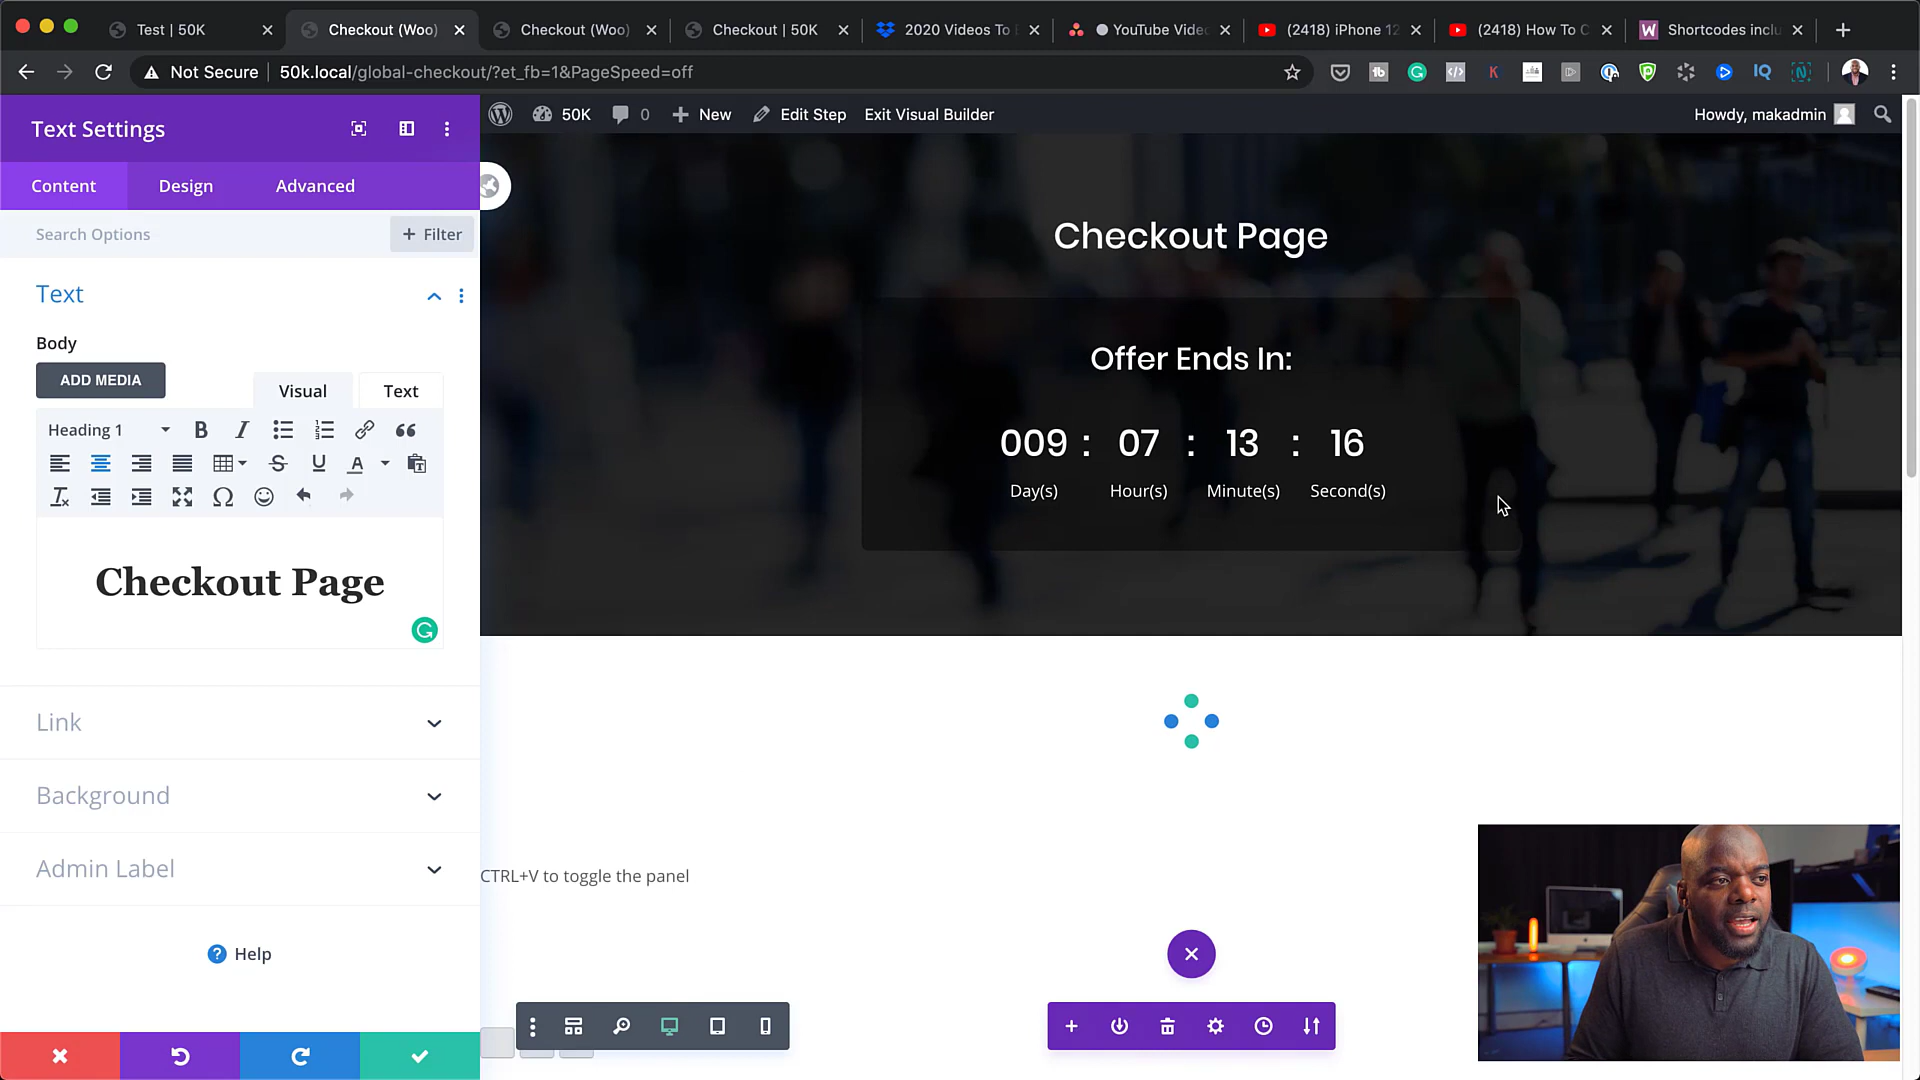 Test | 50K
Checkout (Woo)
Checkout (Woo)
Checkout | 50K
2020 Videos To
YouTube Vide
(2418) iPhone 12
(2418) How To C
Shortcodes inclu
Not Secure
50k.local/global-checkout/?et_fb=1&PageSpeed=off
Text Settings
50K
0
New
Edit Step
Exit Visual Builder
Howdy, makadmin
Content
Design
Advanced
Search Options
+ Filter
Text
Body
ADD MEDIA
Visual
Text
Heading 1
Checkout Page
Link
Background
Admin Label
Help
Checkout Page
Offer Ends In:
009 : 07 : 13 : 16
Day(s) Hour(s) Minute(s) Second(s)
CTRL+V to toggle the panel